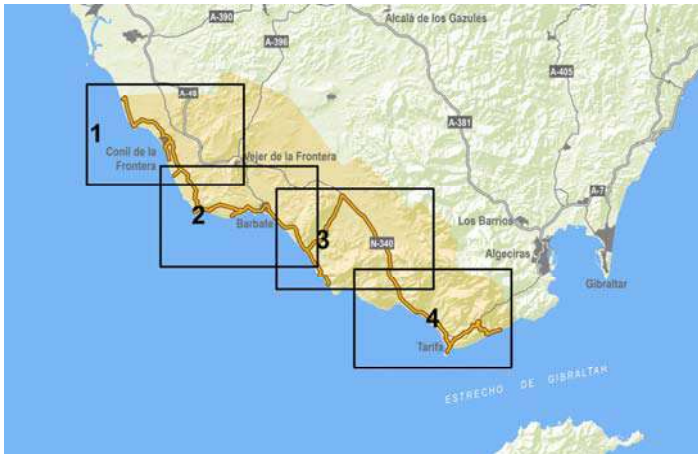 A-390
Alcalá de los Gazules
A-396
A-405
A-48
A-381
1
Conil de la
Frontera
Vejer de la Frontera
A-7
2
Barbate
3
Los Barrios
N-340
Algeciras
Gibraltar
4
Tarifa
ESTRECHO DE GIBRALTAR